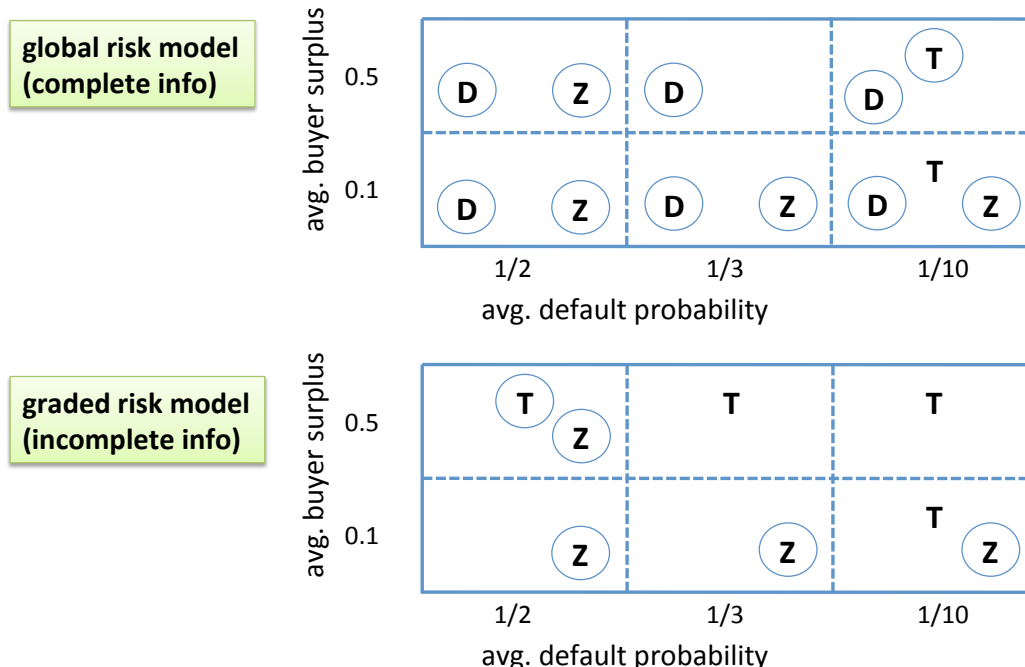 global risk model
(complete info)
avg. buyer surplus
0.5
D
Z
D
D
T
0.1
D
Z
D
Z
D
T
Z
1/2
1/3
1/10
avg. default probability
graded risk model
(incomplete info)
avg. buyer surplus
0.5
T
Z
T
T
0.1
Z
Z
T
Z
1/2
1/3
1/10
avg. default probability